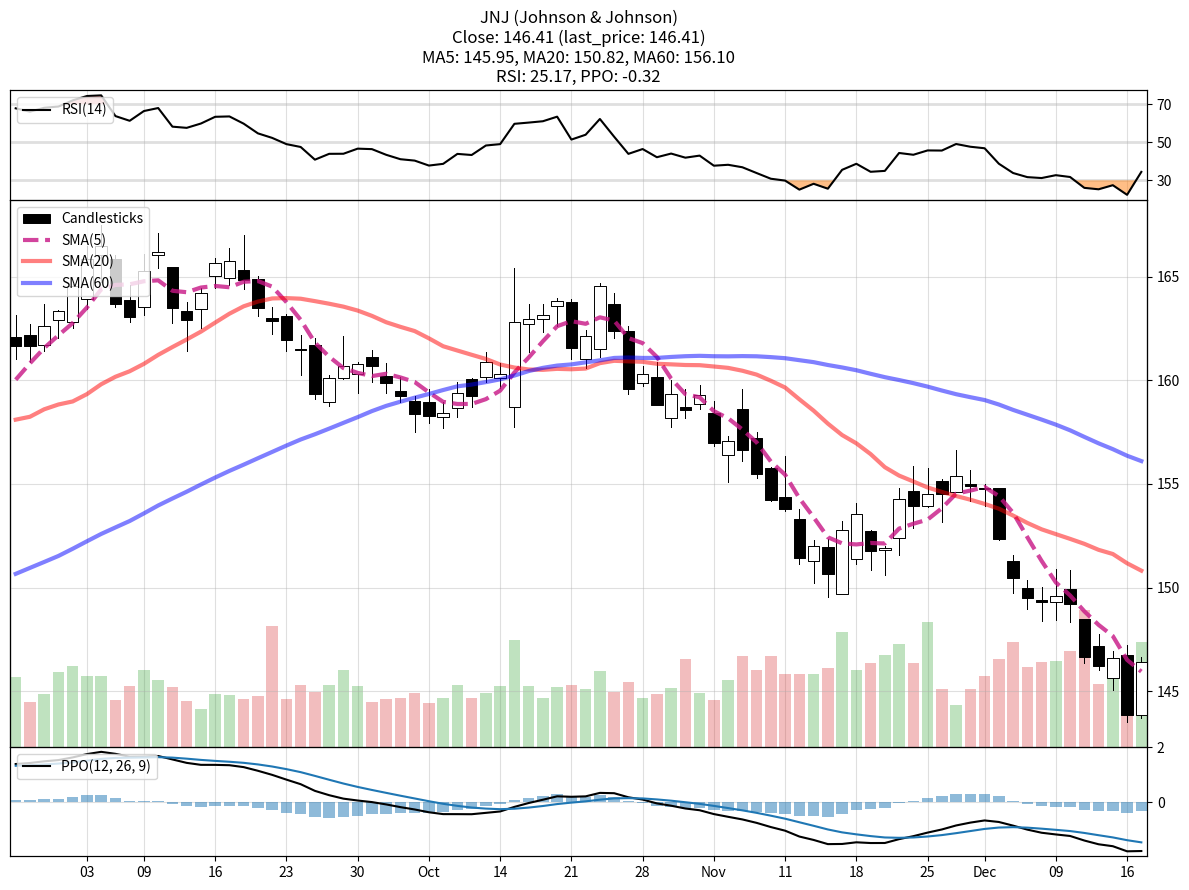 JNJ (Johnson & Johnson)
Close: 146.41 (last_price: 146.41)
MA5: 145.95, MA20: 150.82, MA60: 156.10
RSI: 25.17, PPO: -0.32
RSI(14)
70
50
30
Candlesticks
SMA(5)
SMA(20)
SMA(60)
165
160
155
150
145
PPO(12, 26, 9)
2
0
03 09 16 23 30 Oct 14 21 28 Nov 11 18 25 Dec 09 16